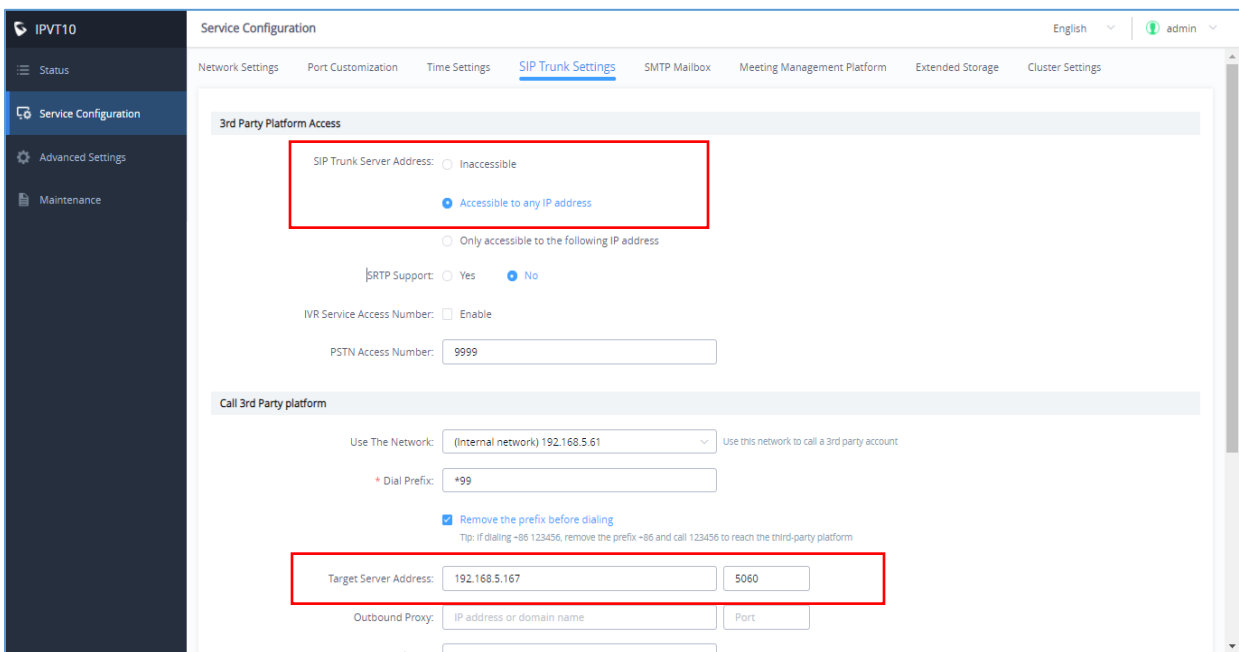 IPVT10
Service Configuration
English
admin
Status
Service Configuration
Advanced Settings
Maintenance
Network Settings Port Customization Time Settings SIP Trunk Settings SMTP Mailbox Meeting Management Platform Extended Storage Cluster Settings
3rd Party Platform Access
SIP Trunk Server Address: Inaccessible
Accessible to any IP address
Only accessible to the following IP address
SRTP Support: Yes No
IVR Service Access Number: Enable
PSTN Access Number: 9999
Call 3rd Party platform
Use The Network: (Internal network) 192.168.5.61 Use this network to call a 3rd party account
* Dial Prefix: *99
Remove the prefix before dialing
Tip: If dialing +86 123456, remove the prefix +86 and call 123456 to reach the third-party platform
Target Server Address: 192.168.5.167 5060
Outbound Proxy: IP address or domain name Port